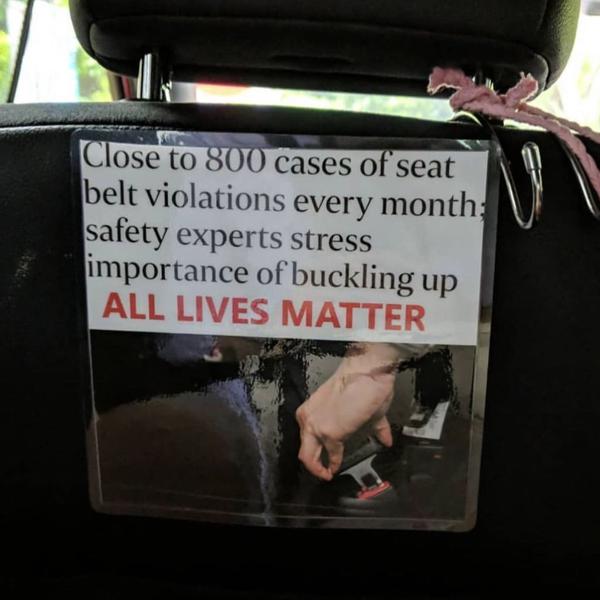 Close to 800 cases of seat
belt violations every month;
safety experts stress
importance of buckling up
ALL LIVES MATTER